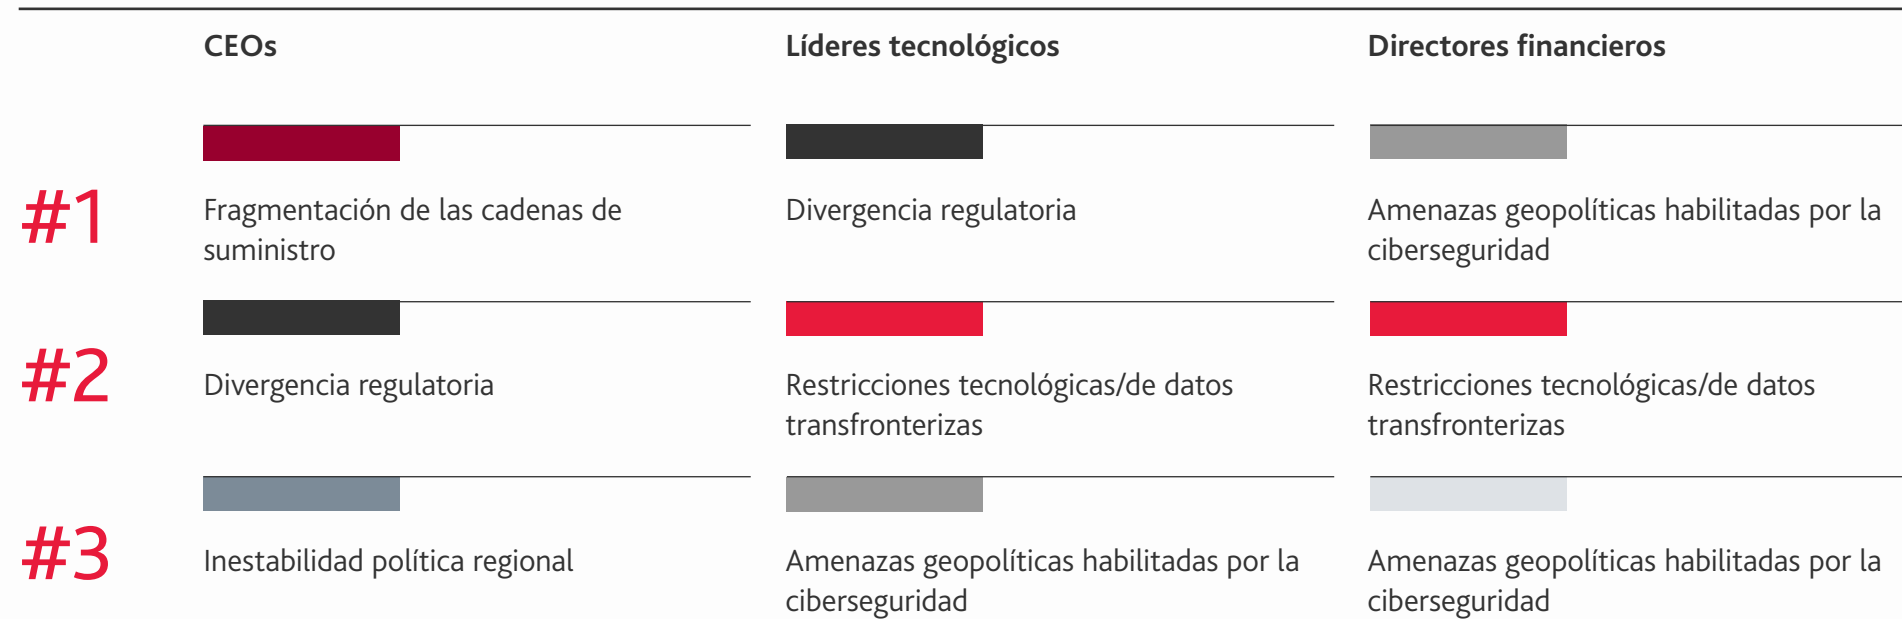 CEOs
Líderes tecnológicos
Directores financieros
#1
Fragmentación de las cadenas de
suministro
Divergencia regulatoria
Amenazas geopolíticas habilitadas por la
ciberseguridad
#2
Divergencia regulatoria
Restricciones tecnológicas/de datos
transfronterizas
Restricciones tecnológicas/de datos
transfronterizas
#3
Inestabilidad política regional
Amenazas geopolíticas habilitadas por la
ciberseguridad
Amenazas geopolíticas habilitadas por la
ciberseguridad